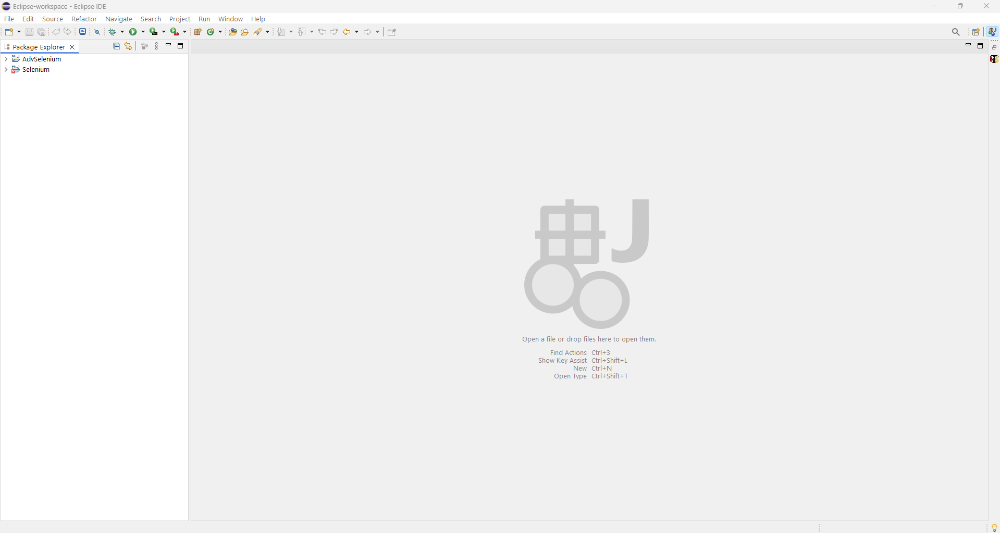 Eclipse-workspace - Eclipse IDE
File Edit Source Refactor Navigate Search Project Run Window Help
Package Explorer
AdvSelenium
Selenium
Open a file or drop files here to open them.
Find Actions Ctrl+3
Show Key Assist Ctrl+Shift+L
New Ctrl+N
Open Type Ctrl+Shift+T